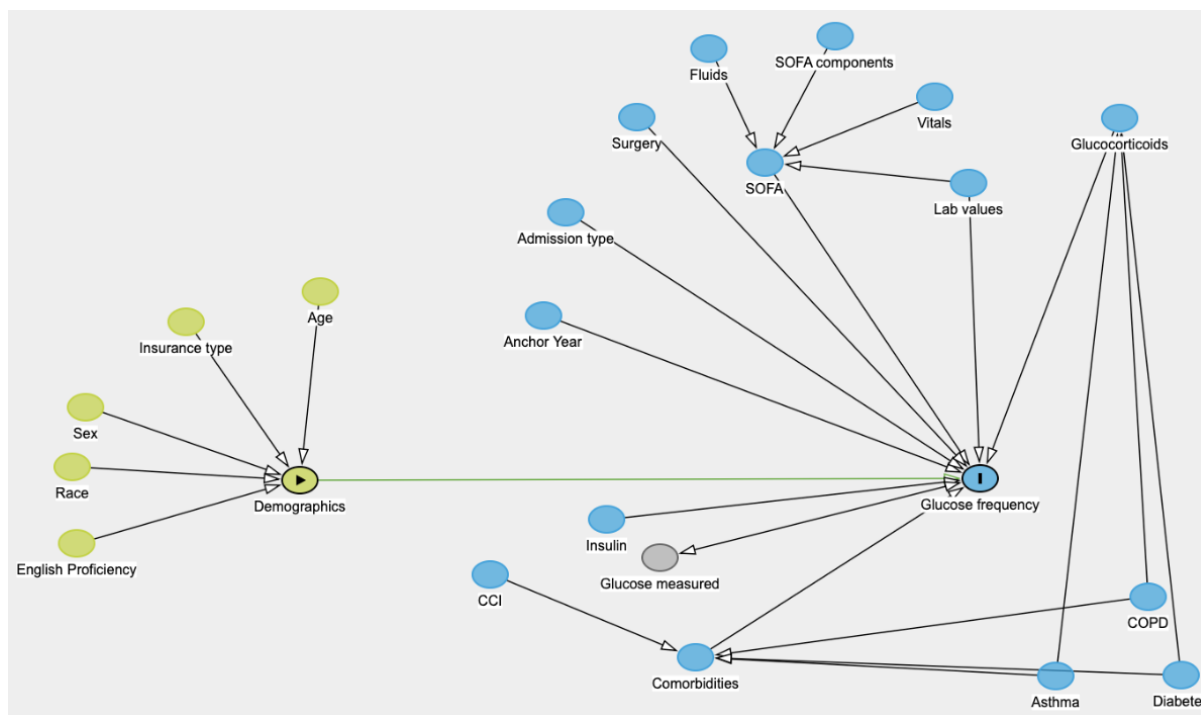 SOFA components
Fluids
Vitals
Surgery
Glucocorticoids
SOFA
Lab values
Admission type
Age
Anchor Year
Insurance type
Sex
Race
Demographics
Glucose frequency
Insulin
English Proficiency
Glucose measured
CCI
COPD
Comorbidities
Asthma
Diabete